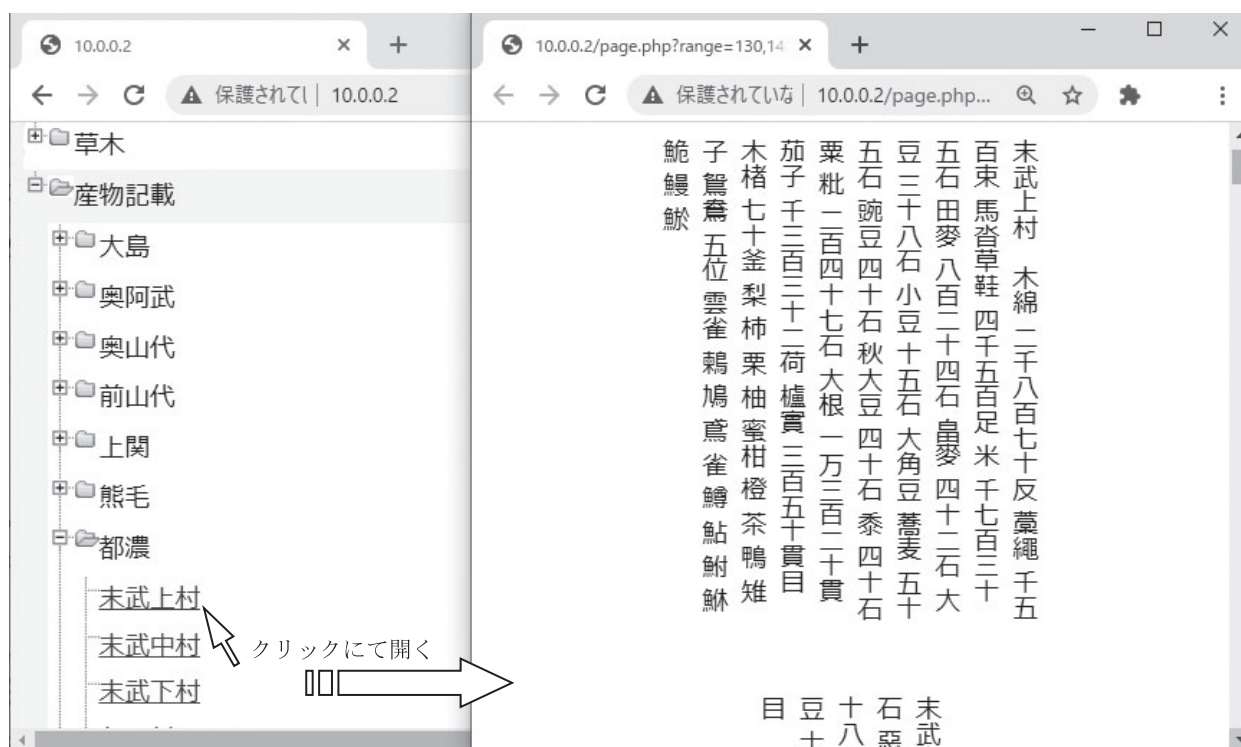 10.0.0.2
保護されてい 10.0.0.2
草木
産物記載
大島
奥阿武
奥山代
前山代
上関
熊毛
都濃
末武上村
末武中村
末武下村
クリックにて開く
10.0.0.2/page.php?range=130,14
保護されていな 10.0.0.2/page.php...
末武上村 木綿 二千八百七十反 藁繩 千五
百束 馬沓草鞋 四千五百足 米 千七百三十
五石 田麥 八百二十四石 畠麥 四十二石 大
豆 三十八石 小豆 十五石 大角豆 蕎麦 五十
五石 豌豆 四十石 秋大豆 四十石 黍 四十石
粟 粃 二百四十七石 大根 一万三百二十貫
茄子 千三百三十二荷 櫨實 三百五十貫目
木楮 七十釜 梨 柿 栗 柚 蜜柑 橙 茶 鴨 雉
子 鴛鴦 五位 雲雀 鶫 鳩 鳶 雀 鱒 鮎 鮒 鮴
鮠 鰻 鯲
末武
石惡
十八
豆十
目